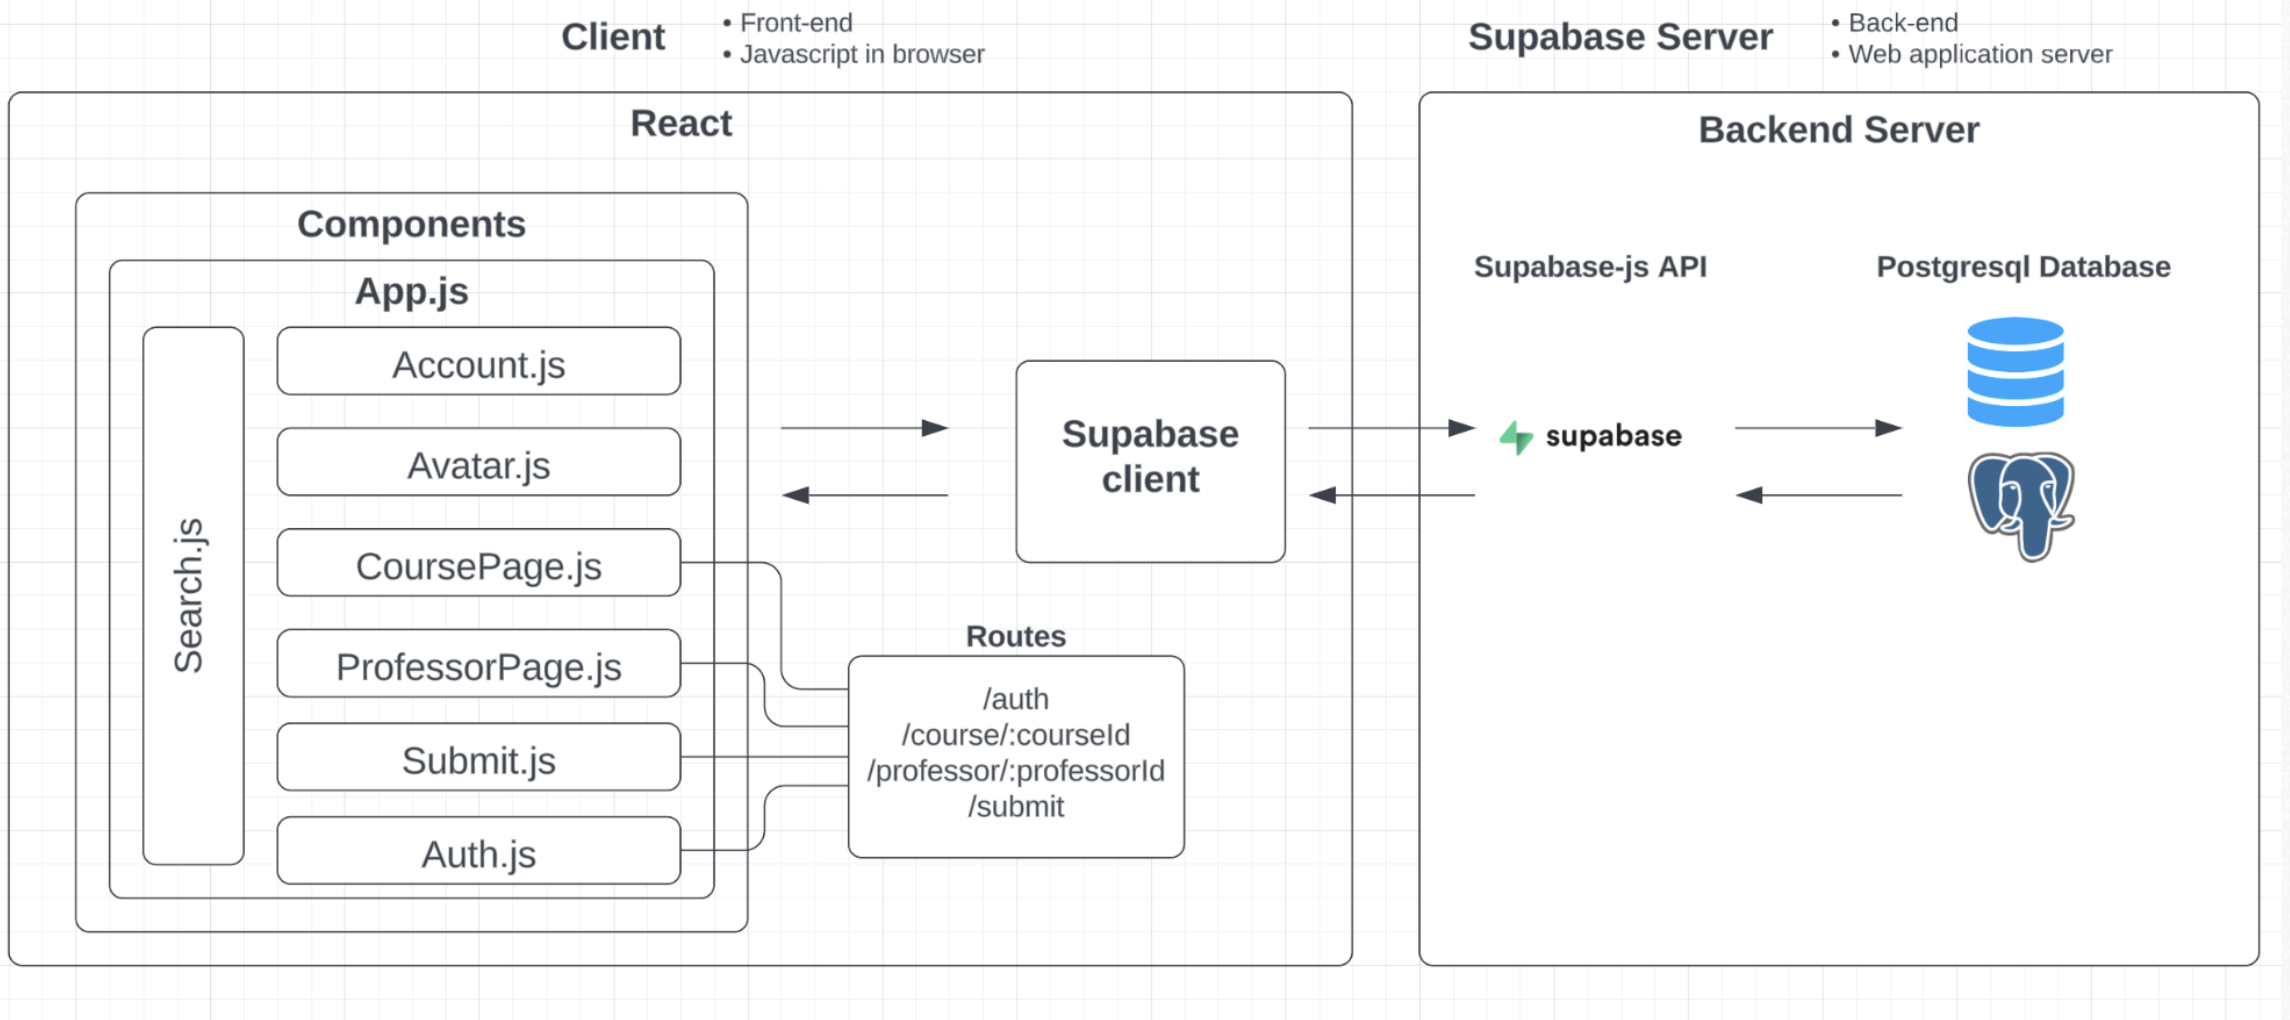 Client
• Front-end
• Javascript in browser
Supabase Server
• Back-end
• Web application server
React
Components
App.js
Search.js
Account.js
Avatar.js
CoursePage.js
ProfessorPage.js
Submit.js
Auth.js
Supabase
client
Routes
/auth
/course/:courseId
/professor/:professorId
/submit
Backend Server
Supabase-js API
supabase
Postgresql Database